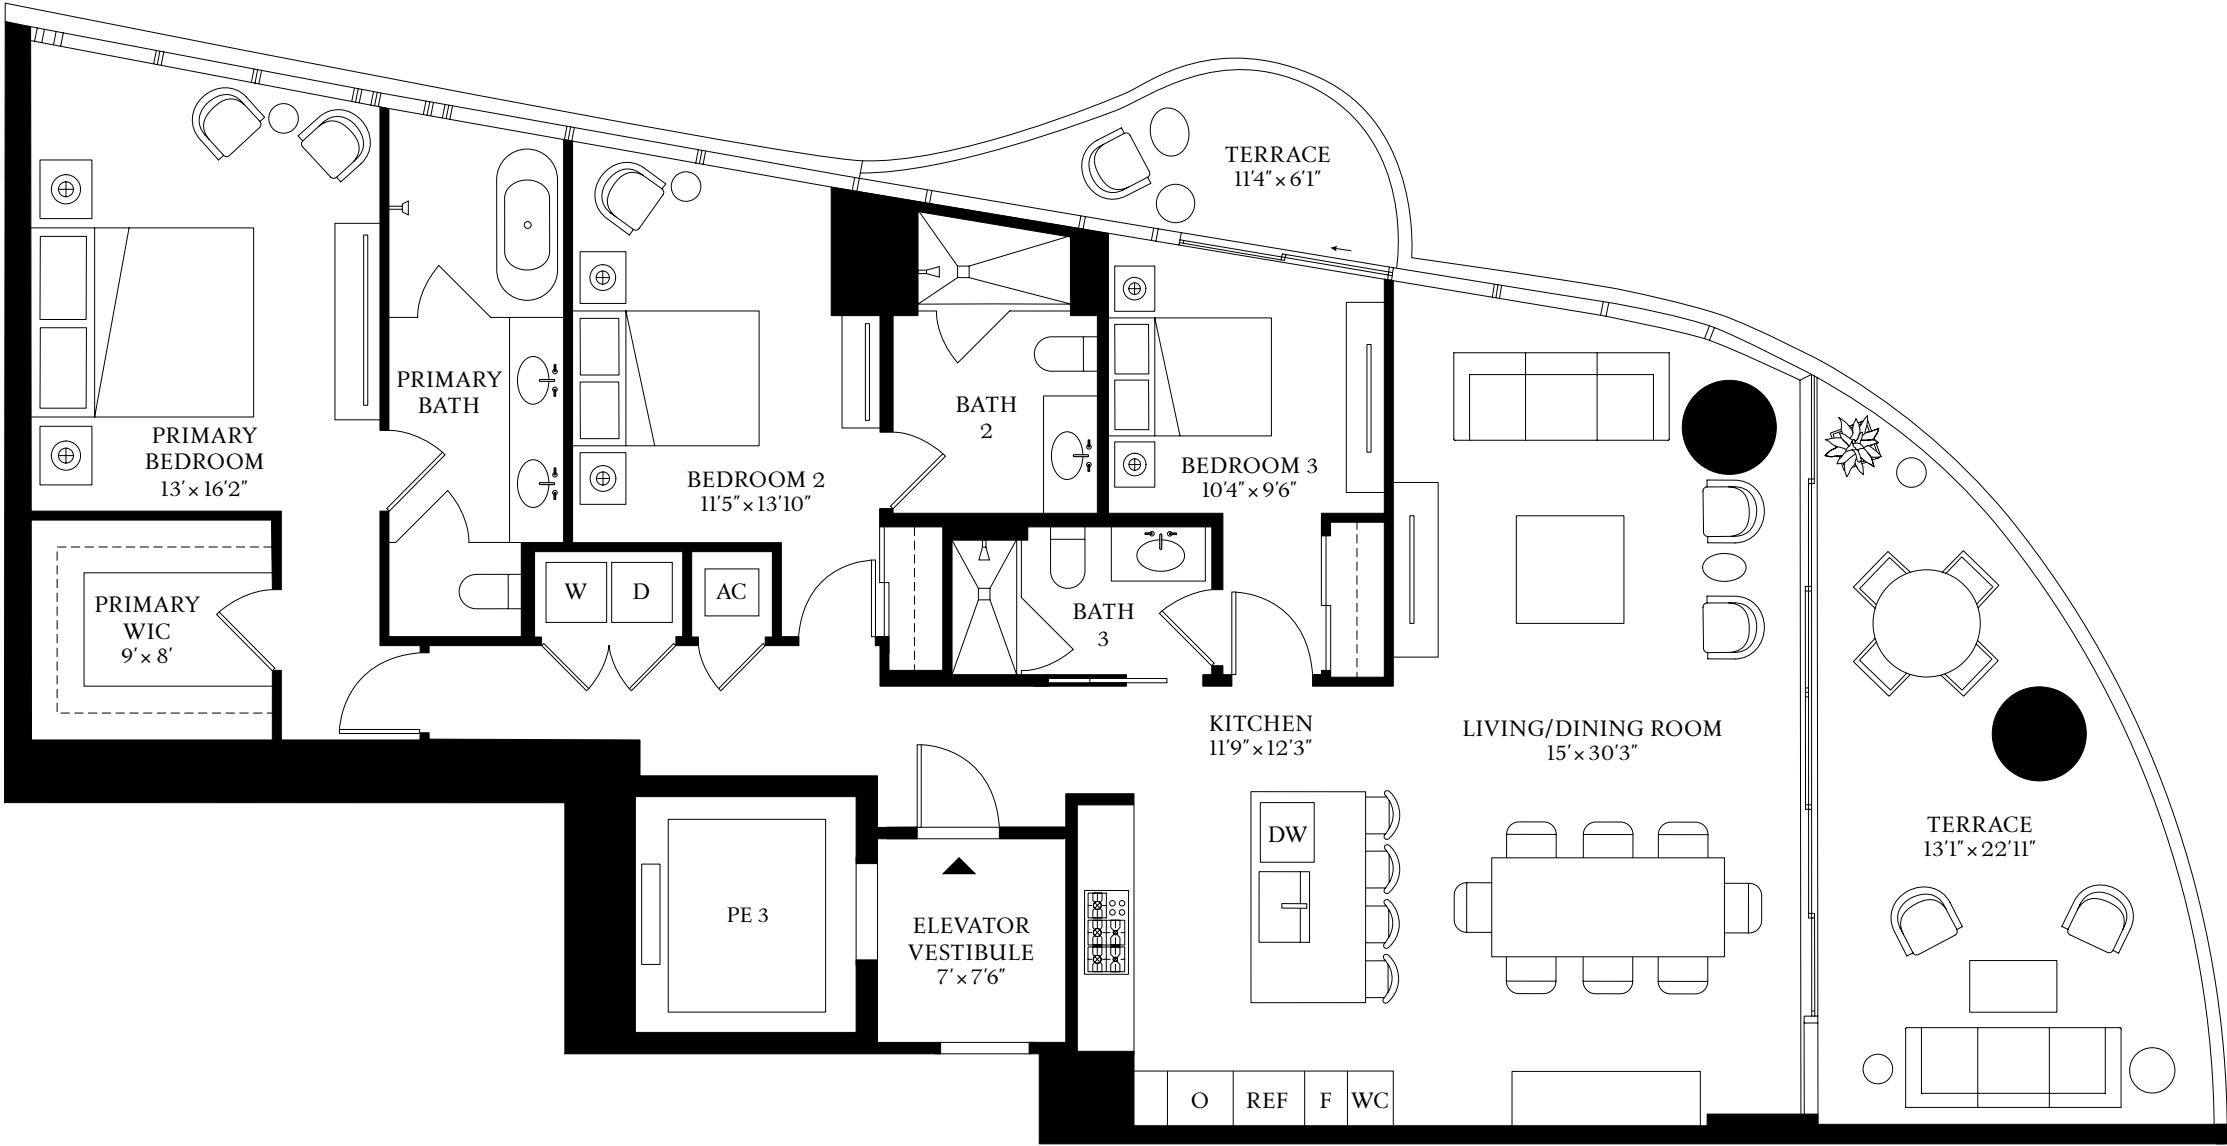 TERRACE
11'4"×6'1"
PRIMARY
BATH
BATH
2
PRIMARY
BEDROOM
13'×16'2"
BEDROOM 2
11'5"×13'10"
BEDROOM 3
10'4"×9'6"
W
D
AC
PRIMARY
WIC
9'×8'
BATH
3
KITCHEN
11'9"×12'3"
LIVING/DINING ROOM
15'×30'3"
DW
TERRACE
13'1"×22'11"
PE 3
ELEVATOR
VESTIBULE
7'×7'6"
O
REF
F
WC